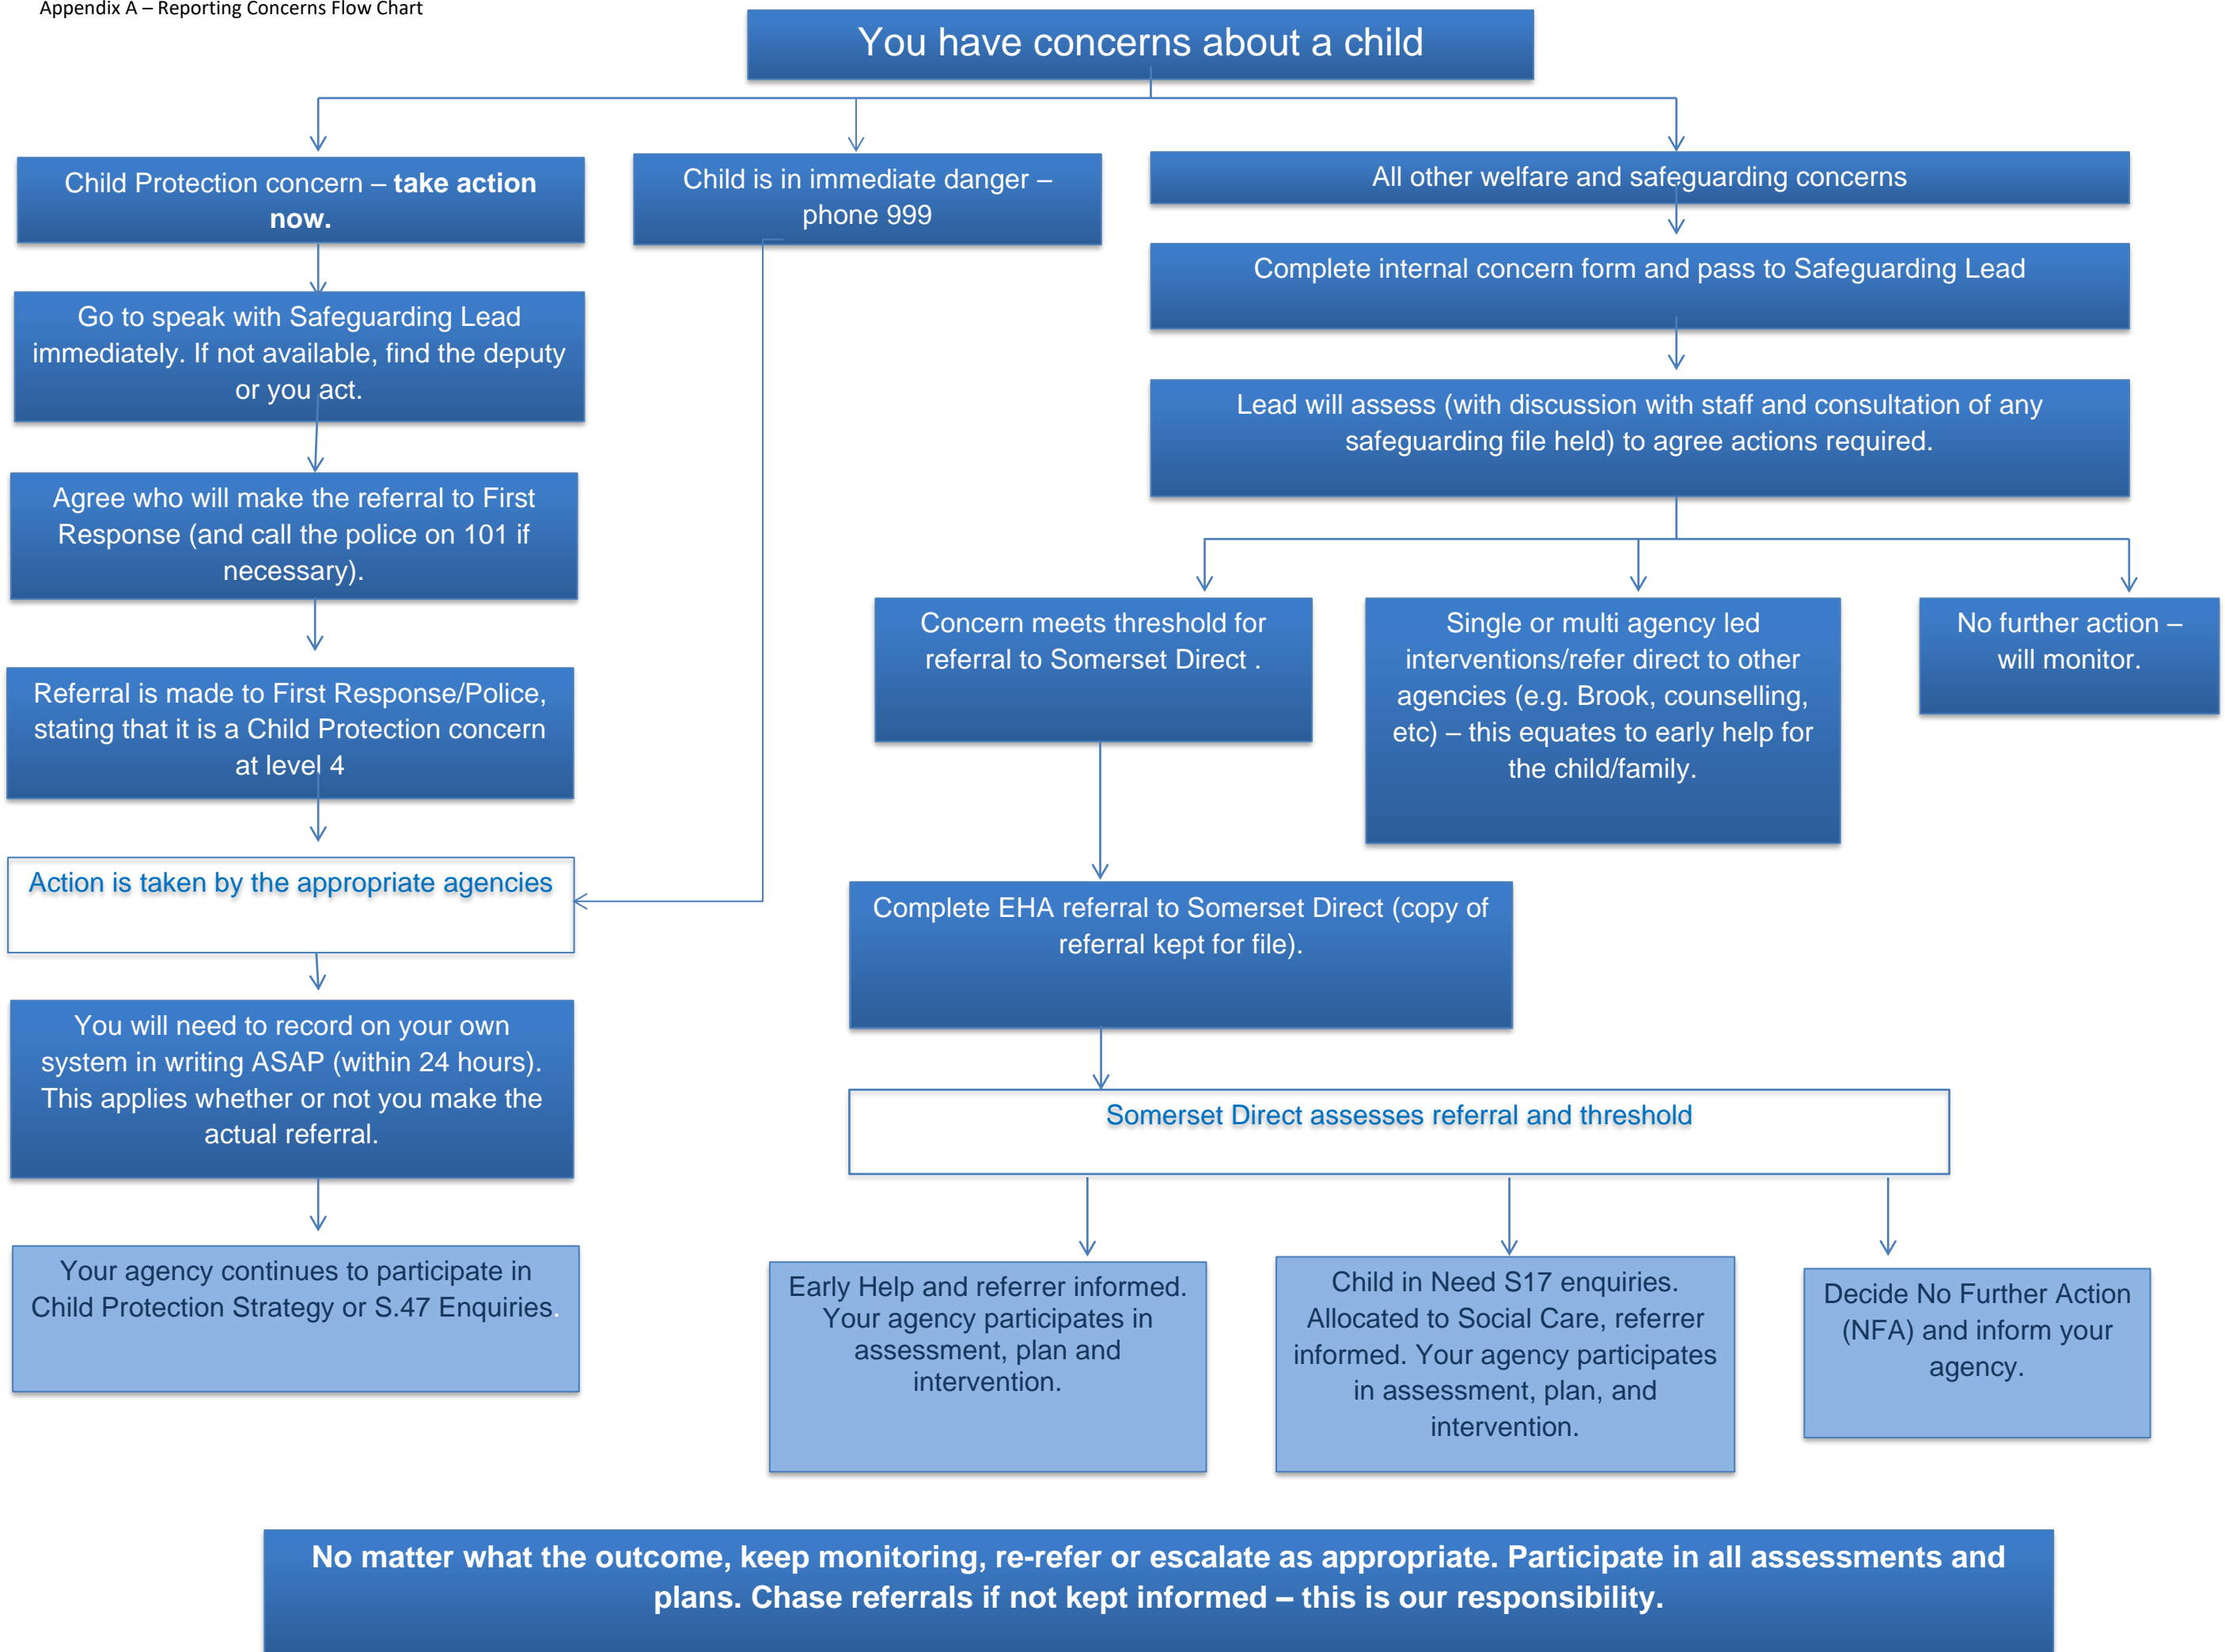 Appendix A – Reporting Concerns Flow Chart
You have concerns about a child
Child Protection concern – take action
now.
Child is in immediate danger –
phone 999
All other welfare and safeguarding concerns
Go to speak with Safeguarding Lead
immediately. If not available, find the deputy
or you act.
Complete internal concern form and pass to Safeguarding Lead
Lead will assess (with discussion with staff and consultation of any
safeguarding file held) to agree actions required.
Agree who will make the referral to First
Response (and call the police on 101 if
necessary).
Referral is made to First Response/Police,
stating that it is a Child Protection concern
at level 4
Concern meets threshold for
referral to Somerset Direct .
Single or multi agency led
interventions/refer direct to other
agencies (e.g. Brook, counselling,
etc) – this equates to early help for
the child/family.
No further action –
will monitor.
Action is taken by the appropriate agencies
Complete EHA referral to Somerset Direct (copy of
referral kept for file).
You will need to record on your own
system in writing ASAP (within 24 hours).
This applies whether or not you make the
actual referral.
Somerset Direct assesses referral and threshold
Your agency continues to participate in
Child Protection Strategy or S.47 Enquiries.
Early Help and referrer informed.
Your agency participates in
assessment, plan and
intervention.
Child in Need S17 enquiries.
Allocated to Social Care, referrer
informed. Your agency participates
in assessment, plan, and
intervention.
Decide No Further Action
(NFA) and inform your
agency.
No matter what the outcome, keep monitoring, re-refer or escalate as appropriate. Participate in all assessments and
plans. Chase referrals if not kept informed – this is our responsibility.